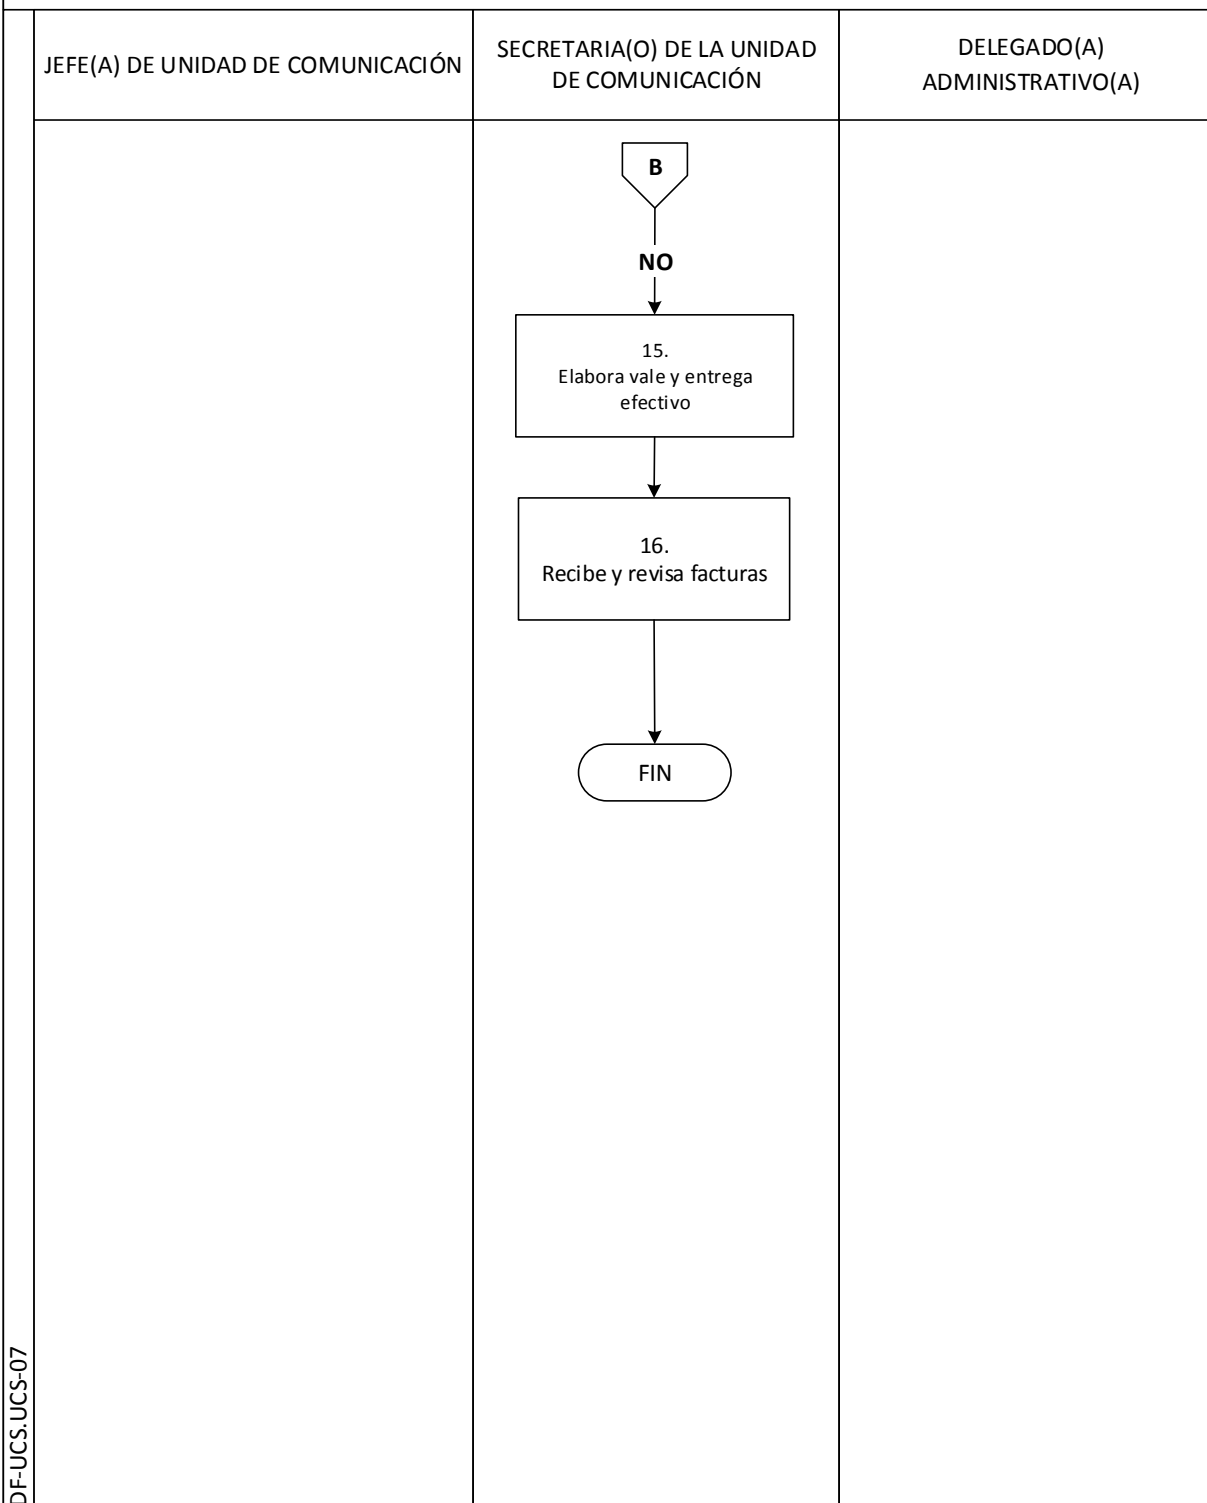 JEFE(A) DE UNIDAD DE COMUNICACIÓN
SECRETARIA(O) DE LA UNIDAD
DE COMUNICACIÓN
DELEGADO(A)
ADMINISTRATIVO(A)
B
NO
15.
Elabora vale y entrega
efectivo
16.
Recibe y revisa facturas
FIN
DF-UCS.UCS-07